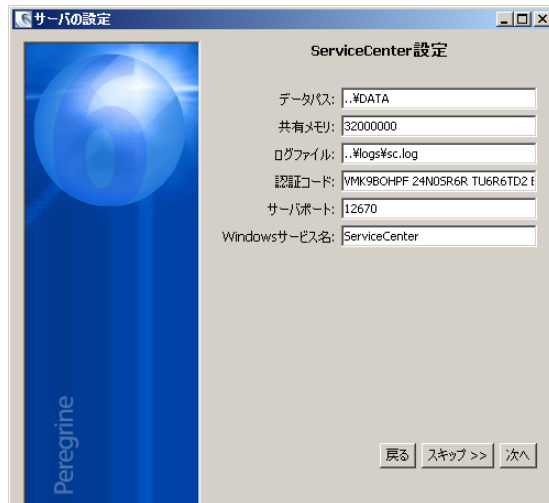 サーバの設定
ServiceCenter設定
データパス: ..¥DATA
共有メモリ: 32000000
ログファイル: ..¥logs¥sc.log
認証コード: VMK9BOHPF 24N0SR6R TU6R6TD2
サーバポート: 12670
Windowsサービス名: ServiceCenter
6
Peregrine
戻る スキップ >> 次へ